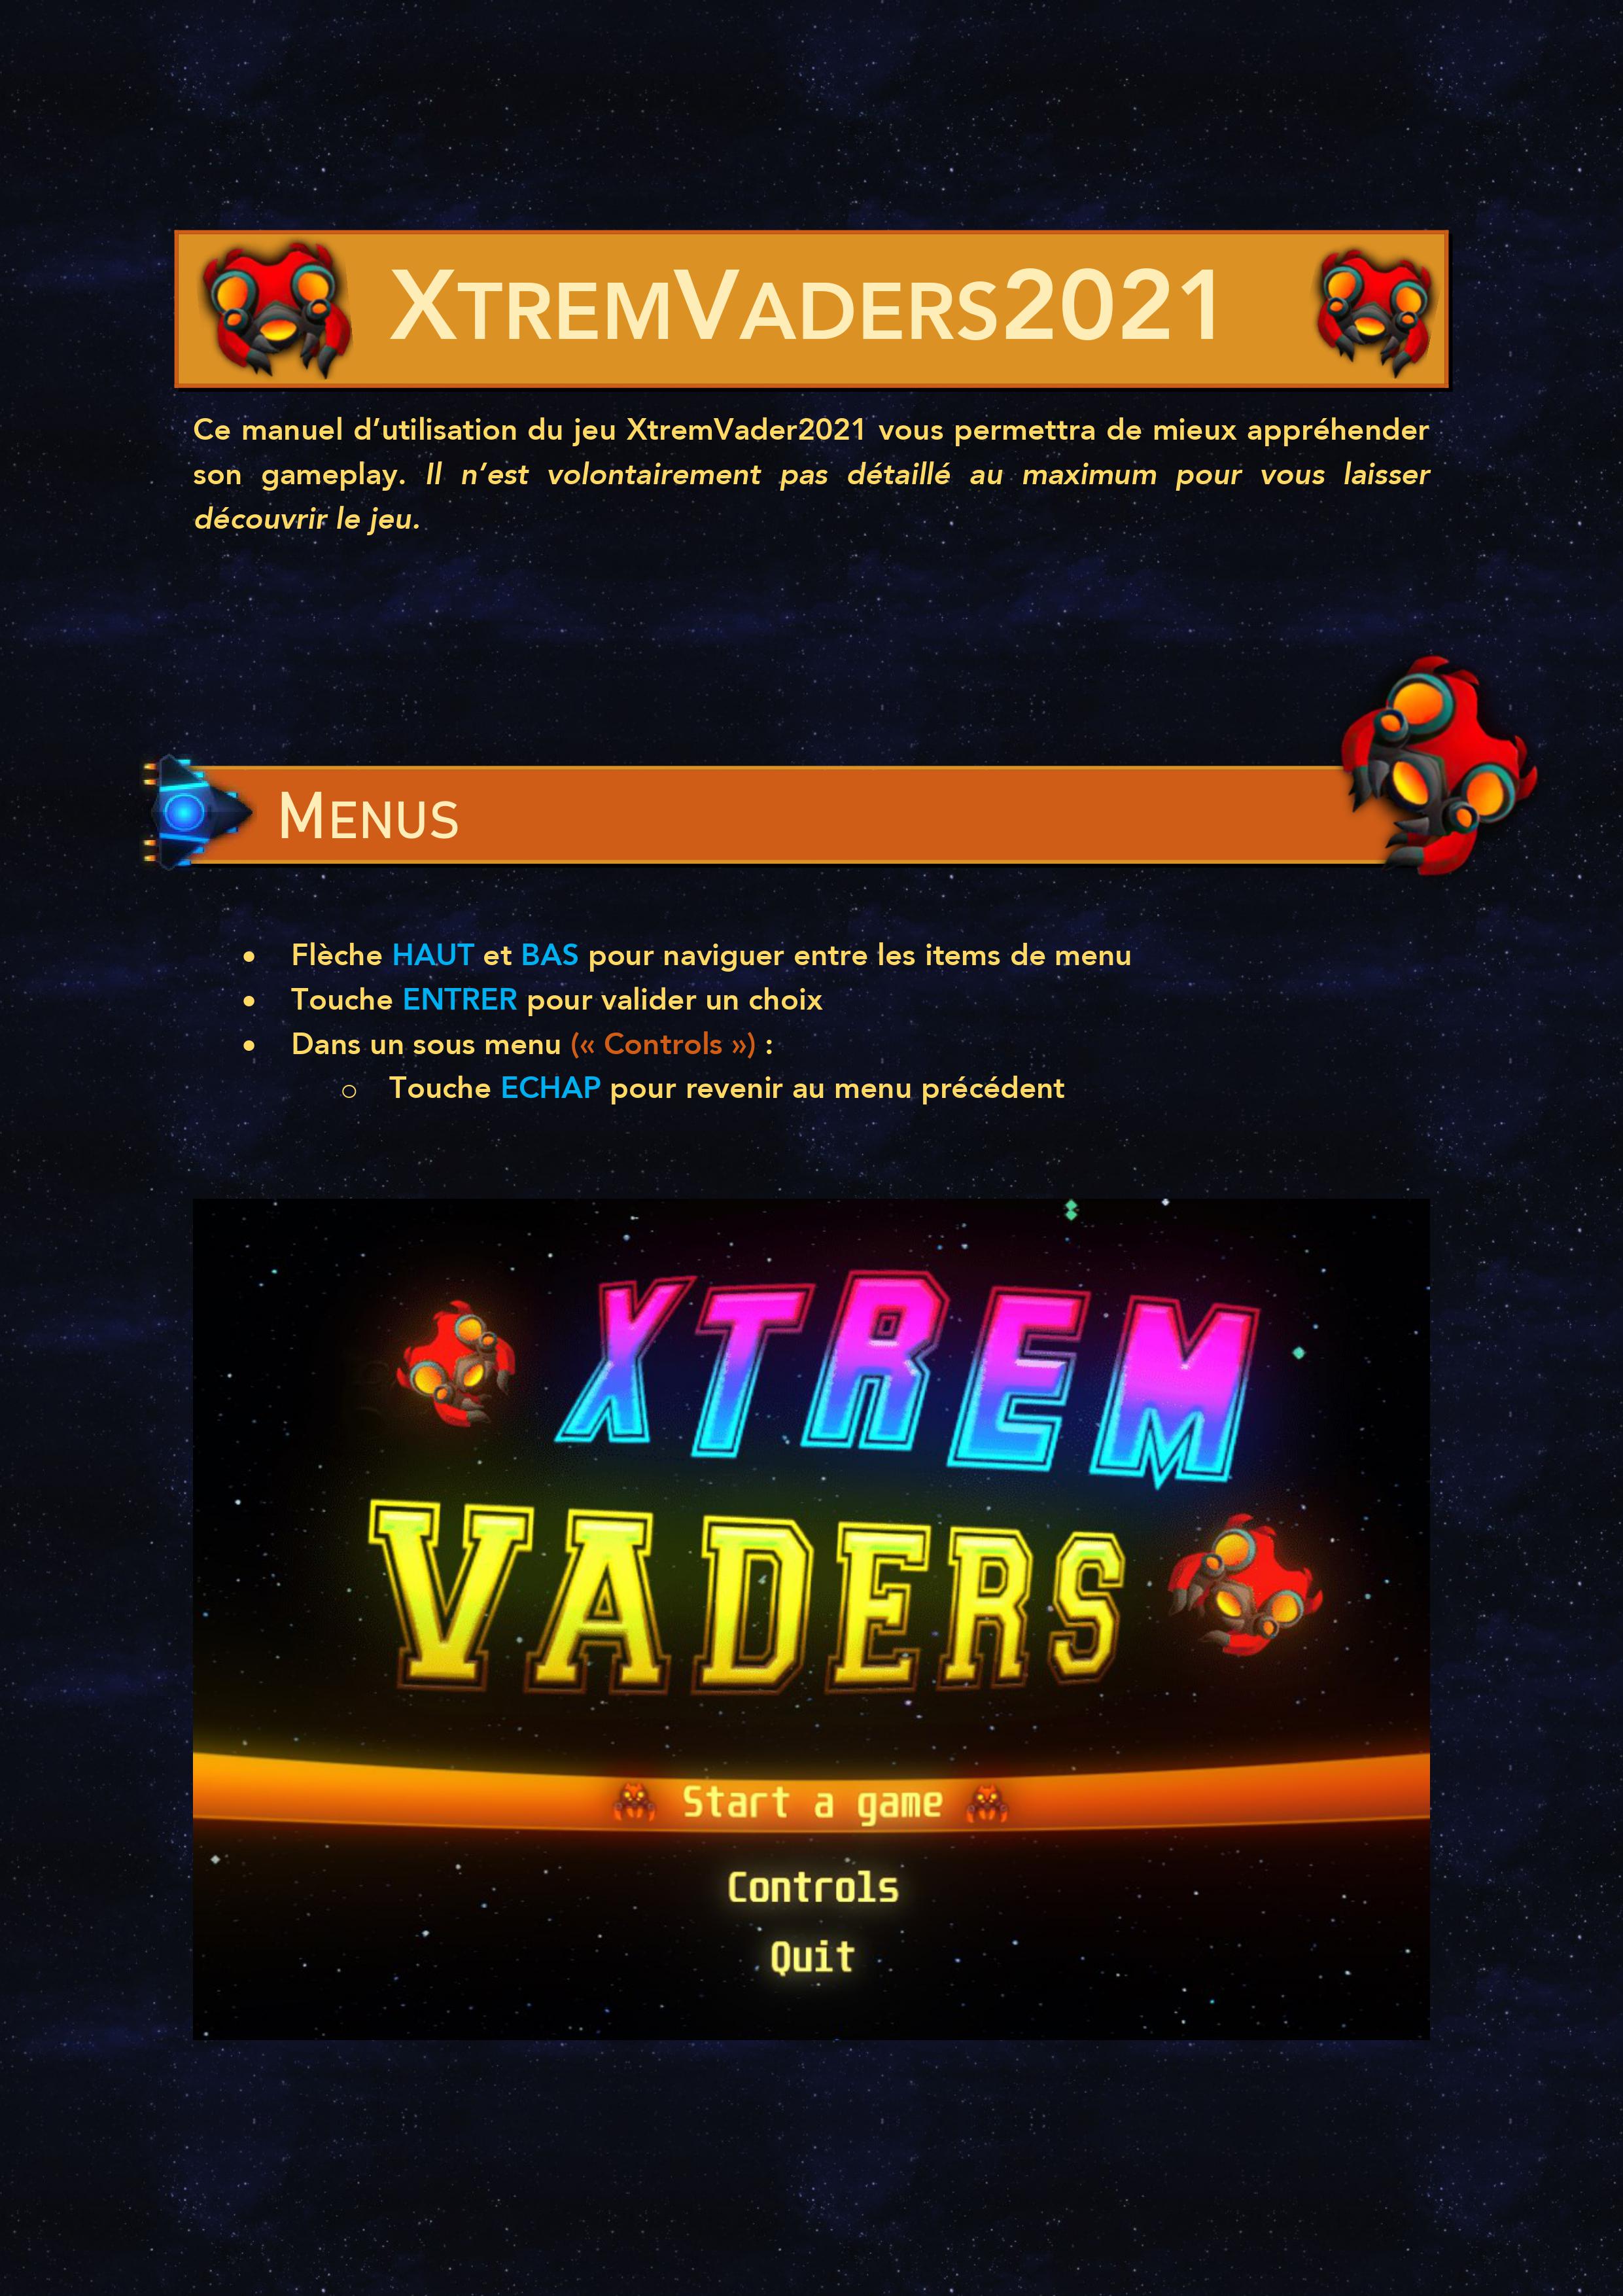 XTREMVADERS2021
Ce manuel d’utilisation du jeu XtremVader2021 vous permettra de mieux appréhender
son gameplay. Il n’est volontairement pas détaillé au maximum pour vous laisser
découvrir le jeu.
MENUS
• Flèche HAUT et BAS pour naviguer entre les items de menu
• Touche ENTRER pour valider un choix
• Dans un sous menu (« Controls ») :
o Touche ECHAP pour revenir au menu précédent
XTREM
VADERS
Start a game
Controls
Quit